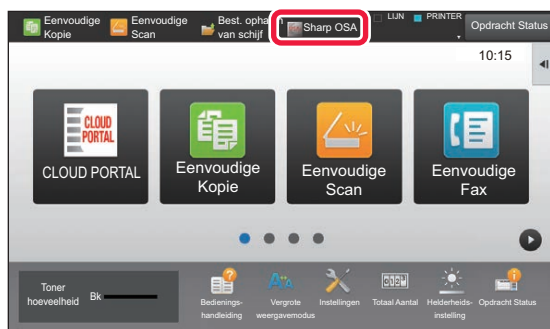 Eenvoudige Kopie
Eenvoudige Scan
Best. opha van schijf
Sharp OSA
LIJN
PRINTER
Opdracht Status
10:15
CLOUD PORTAL
CLOUD PORTAL
Eenvoudige
Kopie
Eenvoudige
Scan
Eenvoudige
Fax
Toner
hoeveelheid
Bk
Bedienings-
handleiding
Vergrote
weergavemodus
Instellingen
Totaal Aantal
Helderheids-
instelling
Opdracht Status